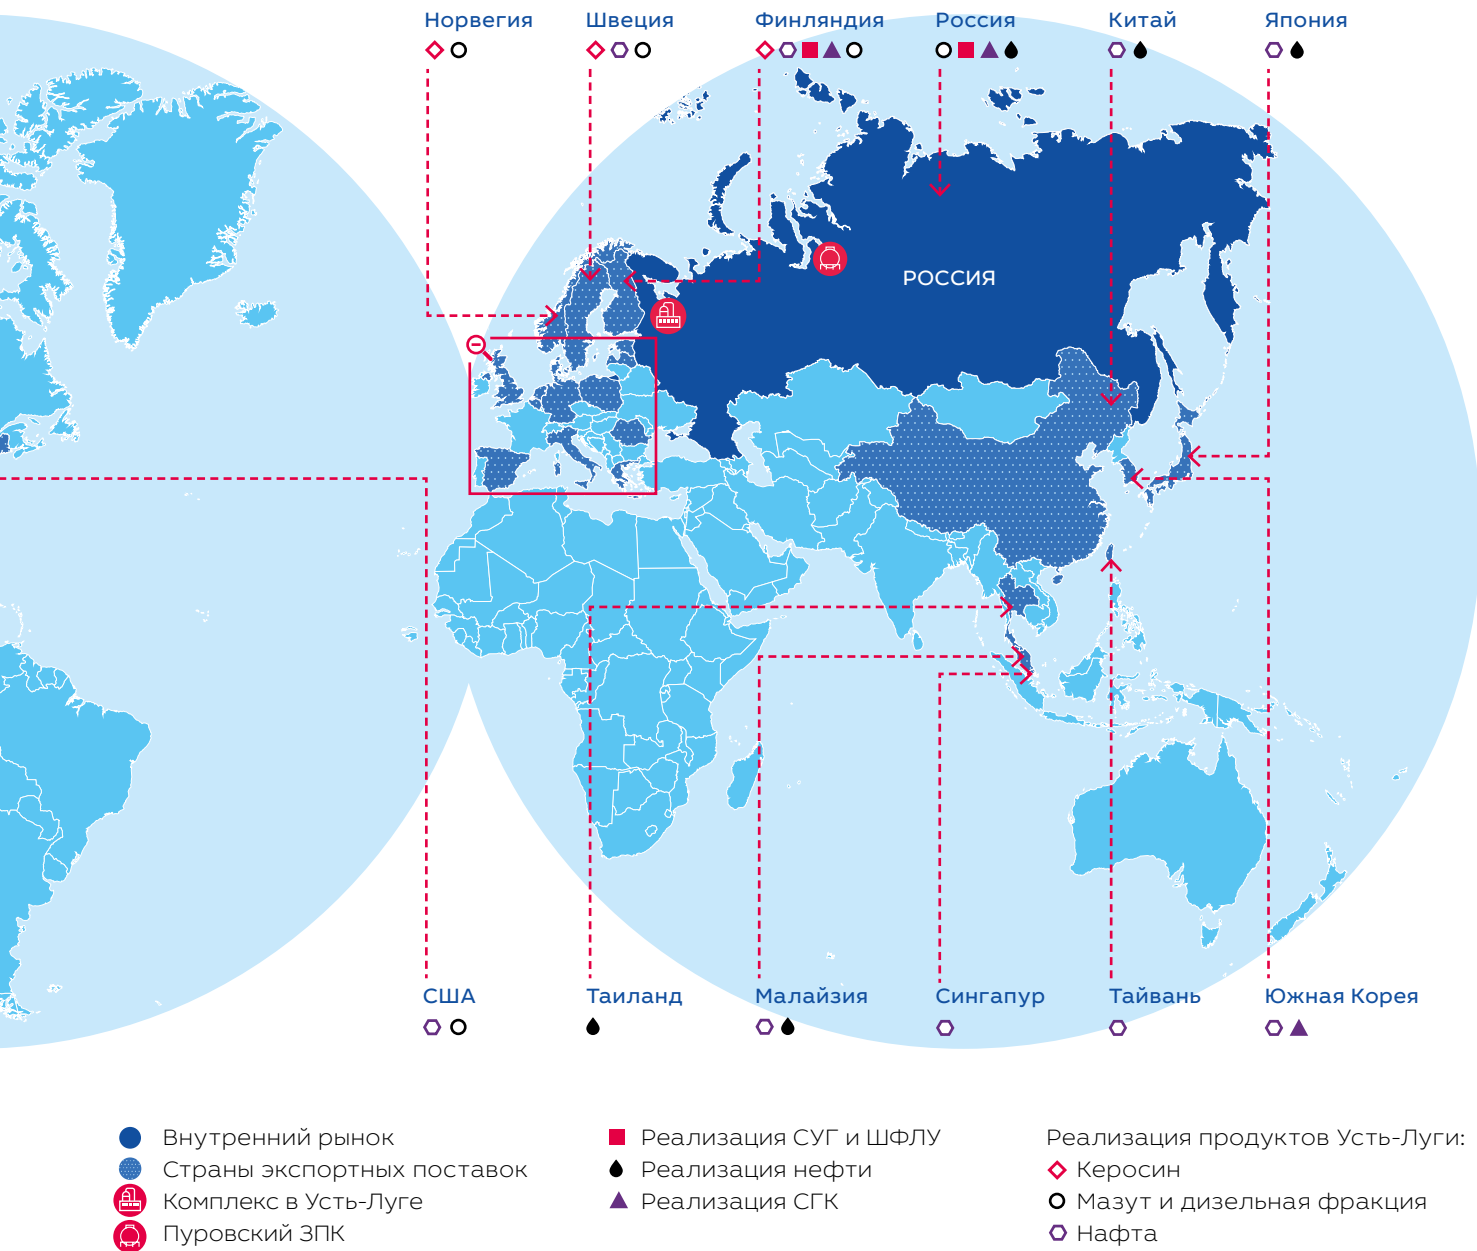 Норвегия
Швеция
Финляндия
Россия
Китай
Япония
РОССИЯ
США
Таиланд
Малайзия
Сингапур
Тайвань
Южная Корея
Внутренний рынок
Страны экспортных поставок
Комплекс в Усть-Луге
Пуровский ЗПК
Реализация СУГ и ШФЛУ
Реализация нефти
Реализация СГК
Реализация продуктов Усть-Луги:
Керосин
Мазут и дизельная фракция
Нафта